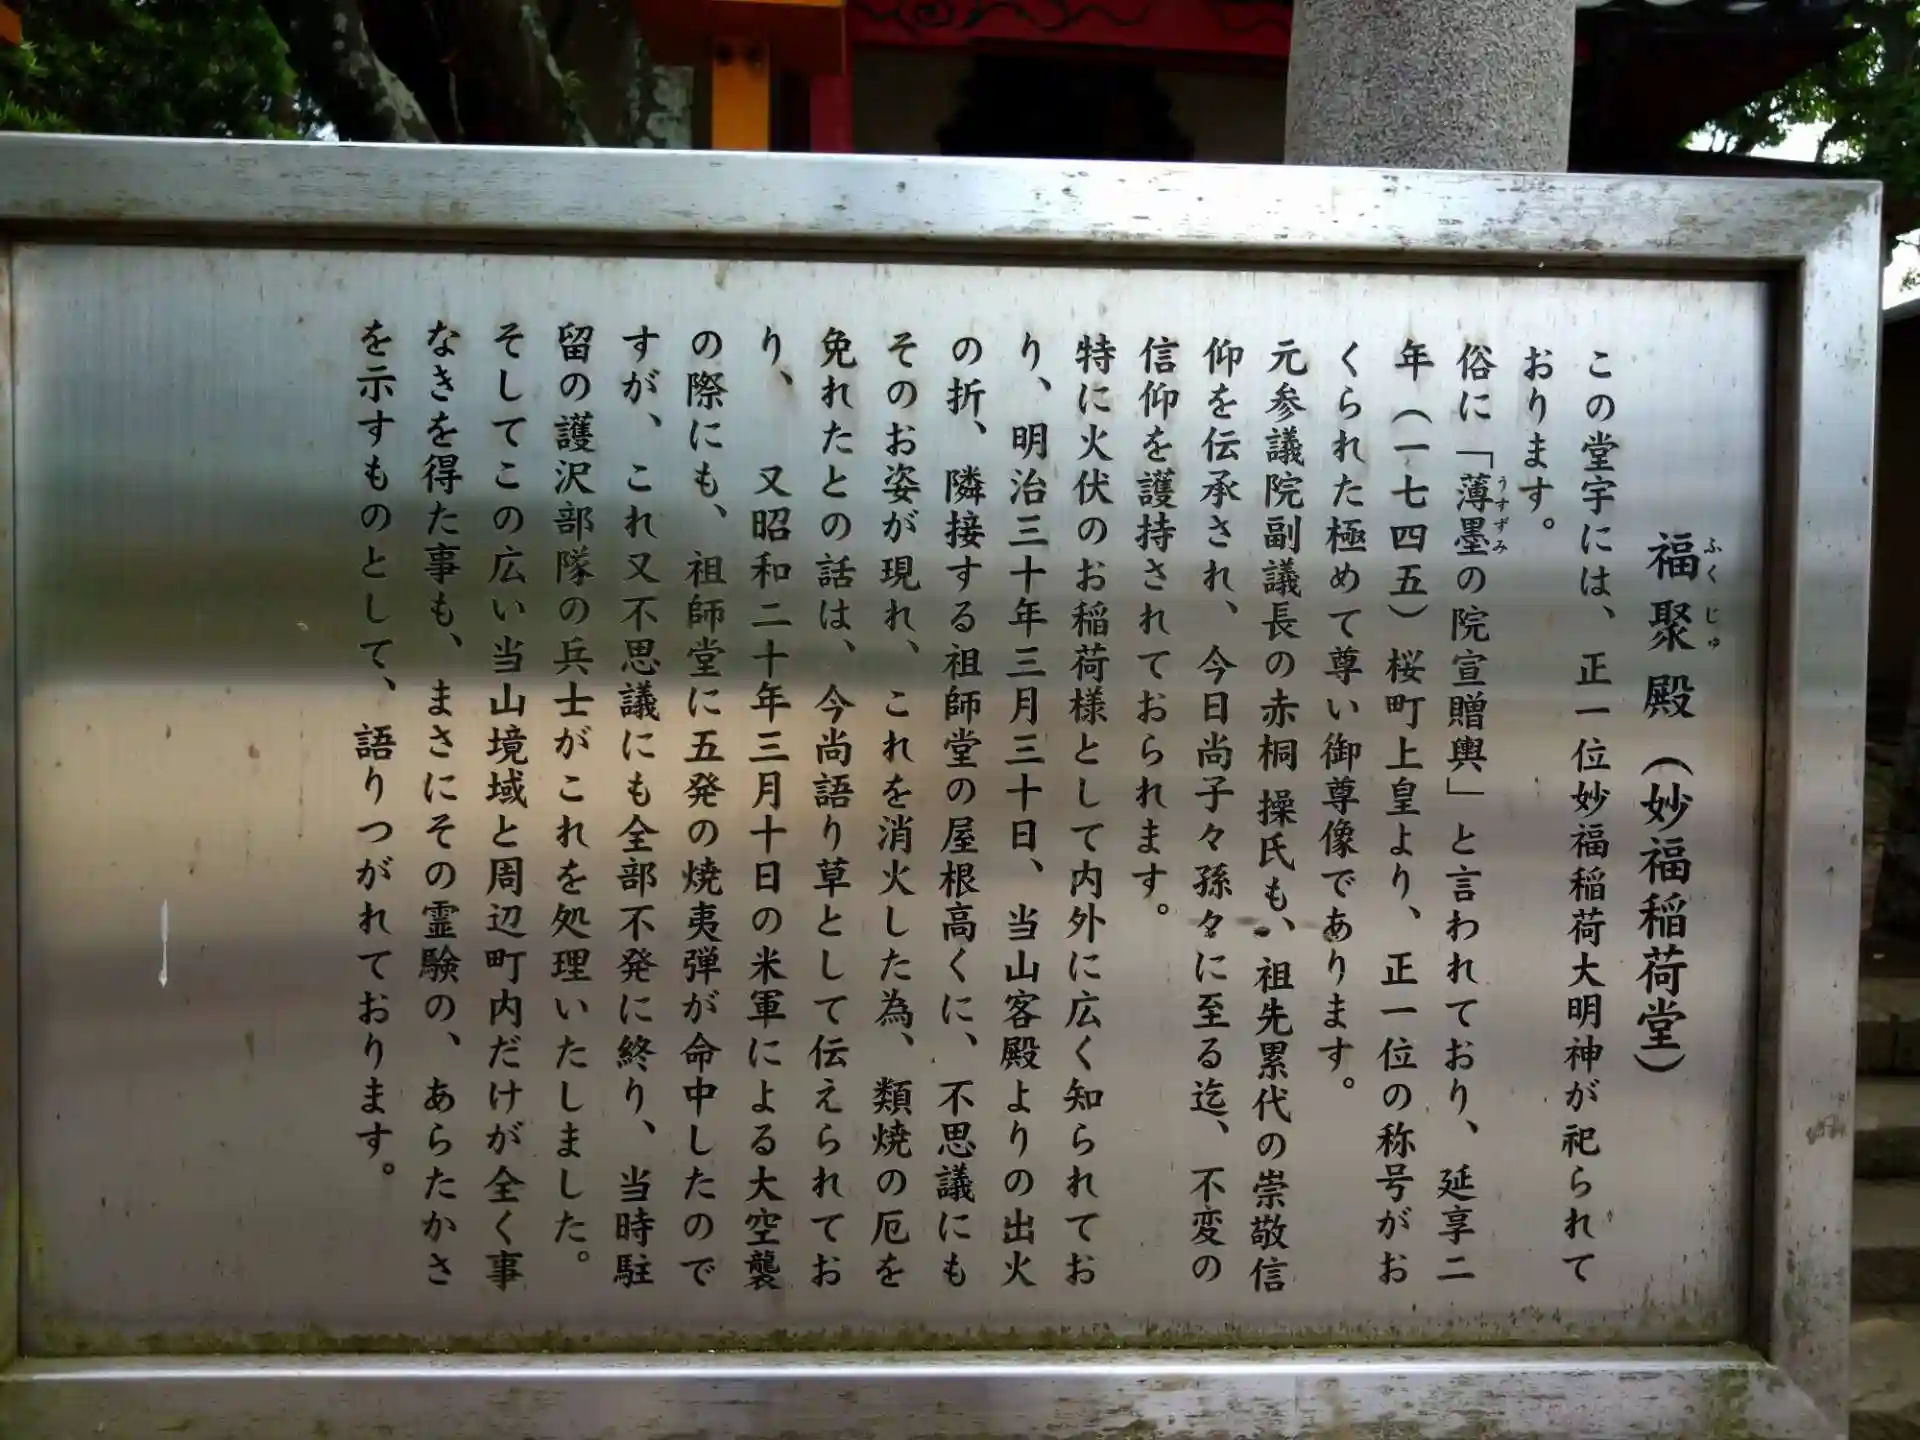 福聚殿（妙福稲荷堂）
ふくじゅ
この堂宇には、正一位妙福稲荷大明神が祀られて
おります。
俗に「薄墨の院宣贈輿」と言われており、延享二
うすずみ
年（一七四五）桜町上皇より、正一位の称号がお
くられた極めて尊い御尊像であります。
元参議院副議長の赤桐 操氏も、祖先累代の崇敬信
仰を伝承され、今日尚子々孫々に至る迄、不変の
信仰を護持されておられます。
特に火伏のお稲荷様として内外に広く知られてお
り、明治三十年三月三十日、当山客殿よりの出火
の折、隣接する祖師堂の屋根高くに、不思議にも
そのお姿が現れ、これを消火した為、類焼の厄を
免れたとの話は、今尚語り草として伝えられてお
り、　又昭和二十年三月十日の米軍による大空襲
の際にも、祖師堂に五発の焼夷弾が命中したので
すが、これ又不思議にも全部不発に終り、当時駐
留の護沢部隊の兵士がこれを処理いたしました。
そしてこの広い当山境域と周辺町内だけが全く事
なきを得た事も、まさにその霊験の、あらたかさ
を示すものとして、語りつがれております。